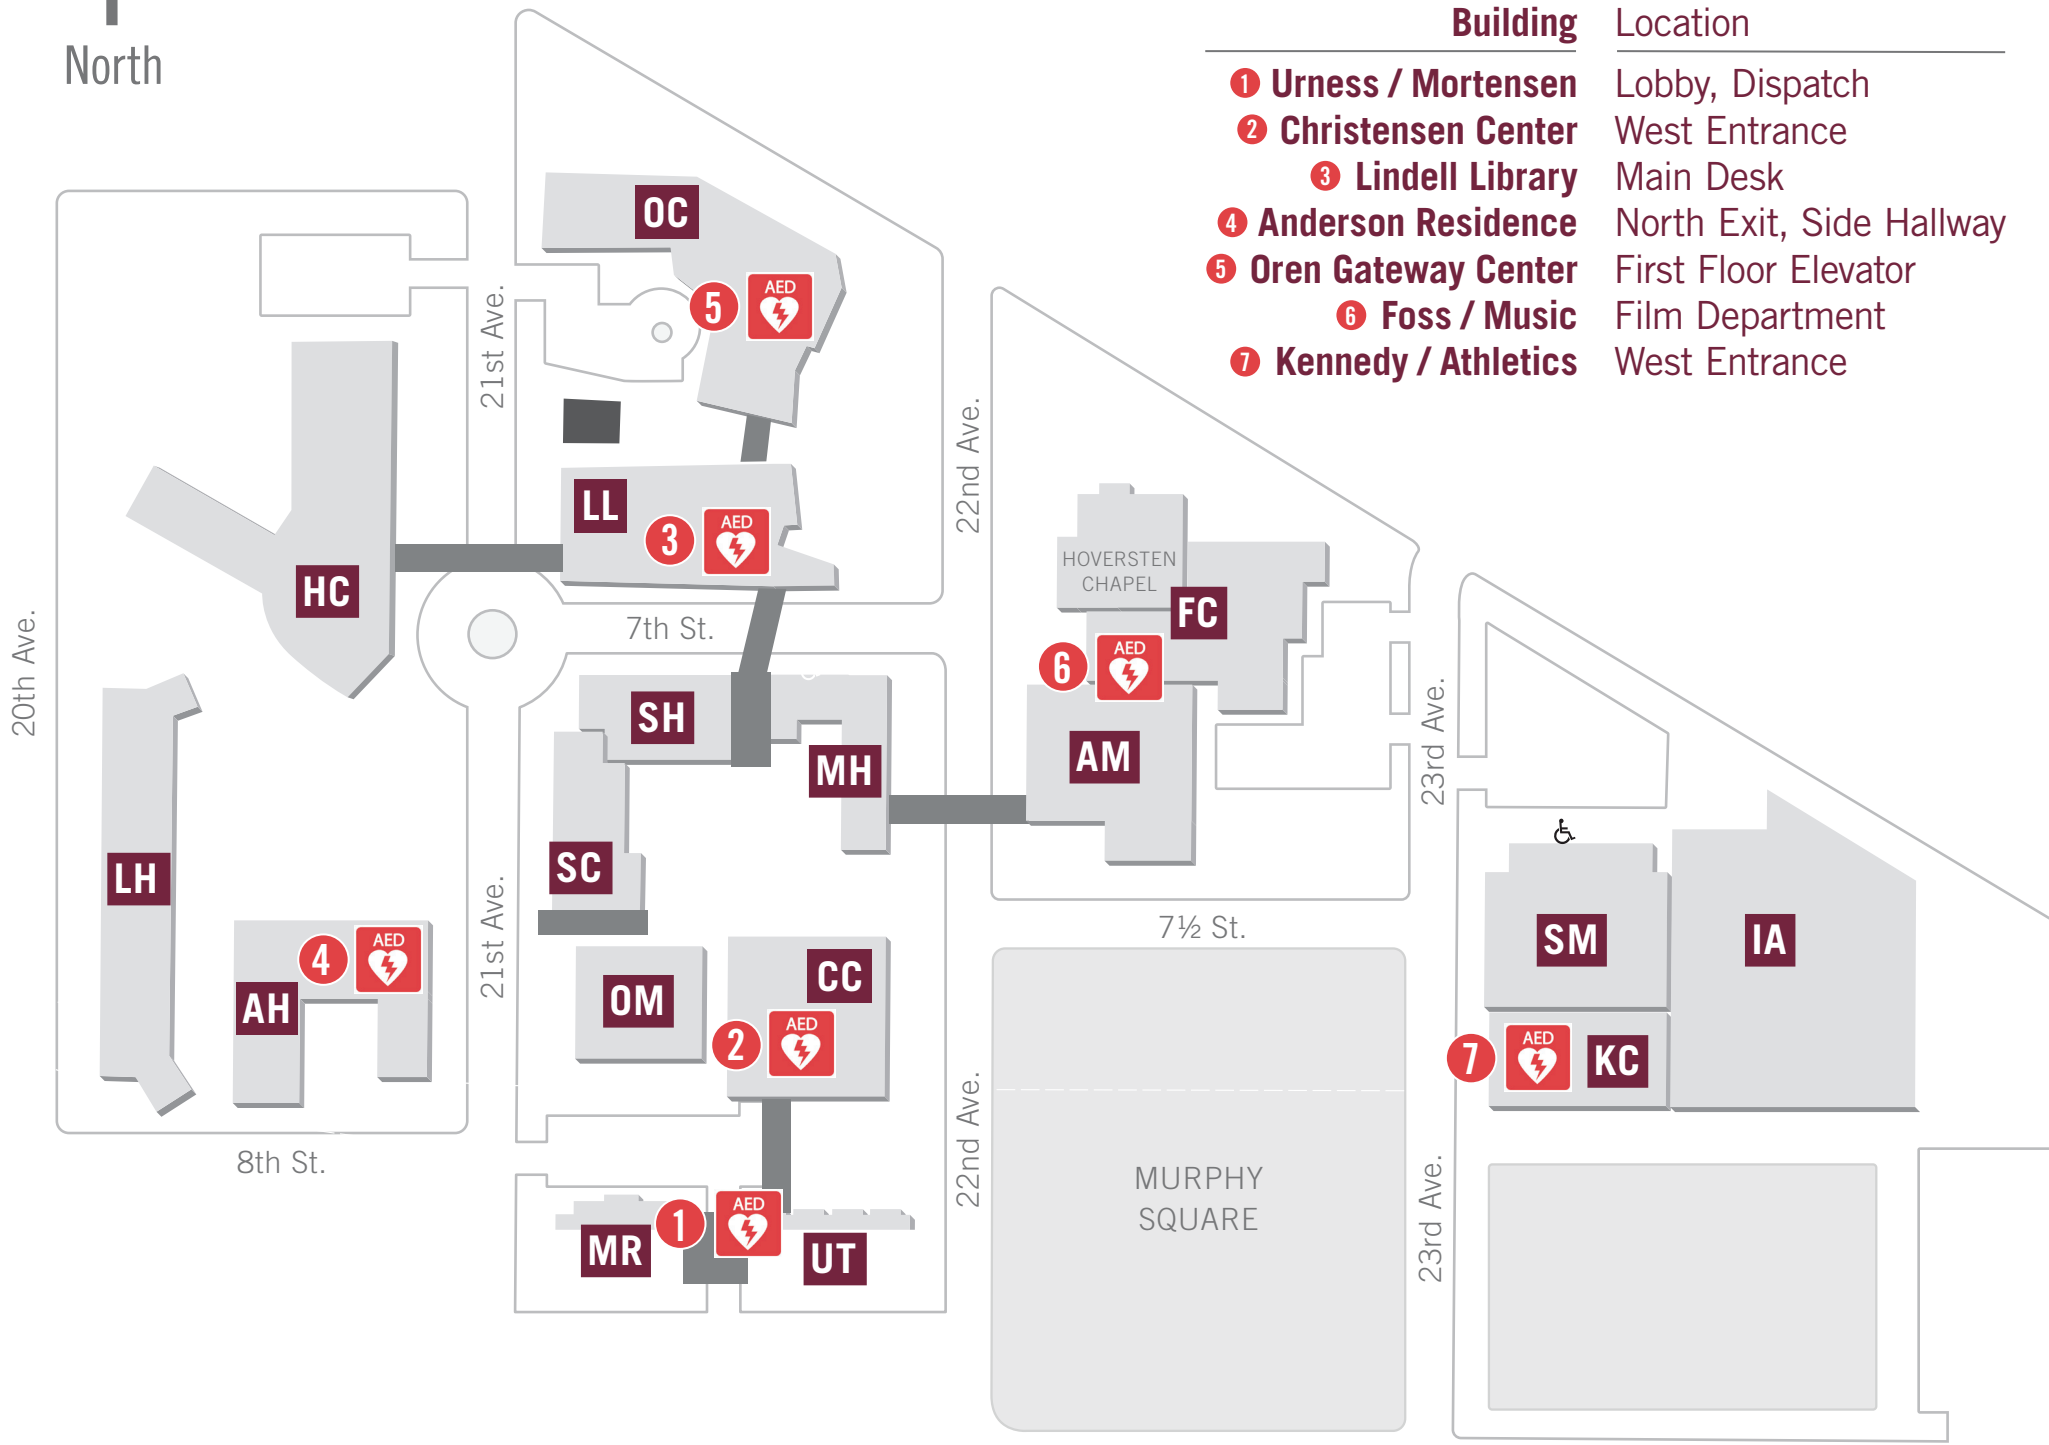 North
Building Location
1 Urness / Mortensen Lobby, Dispatch
2 Christensen Center West Entrance
3 Lindell Library Main Desk
4 Anderson Residence North Exit, Side Hallway
5 Oren Gateway Center First Floor Elevator
6 Foss / Music Film Department
7 Kennedy / Athletics West Entrance
OC
5 AED
21st Ave.
22nd Ave.
LL
3 AED
HOVERSTEN
CHAPEL
HC
FC
7th St.
20th Ave.
6 AED
SH
MH
AM
23rd Ave.
LH
SC
21st Ave.
7½ St.
SM
IA
4 AED
AH
OM
CC
2 AED
7 AED
KC
22nd Ave.
8th St.
MURPHY
SQUARE
23rd Ave.
1 AED
MR
UT